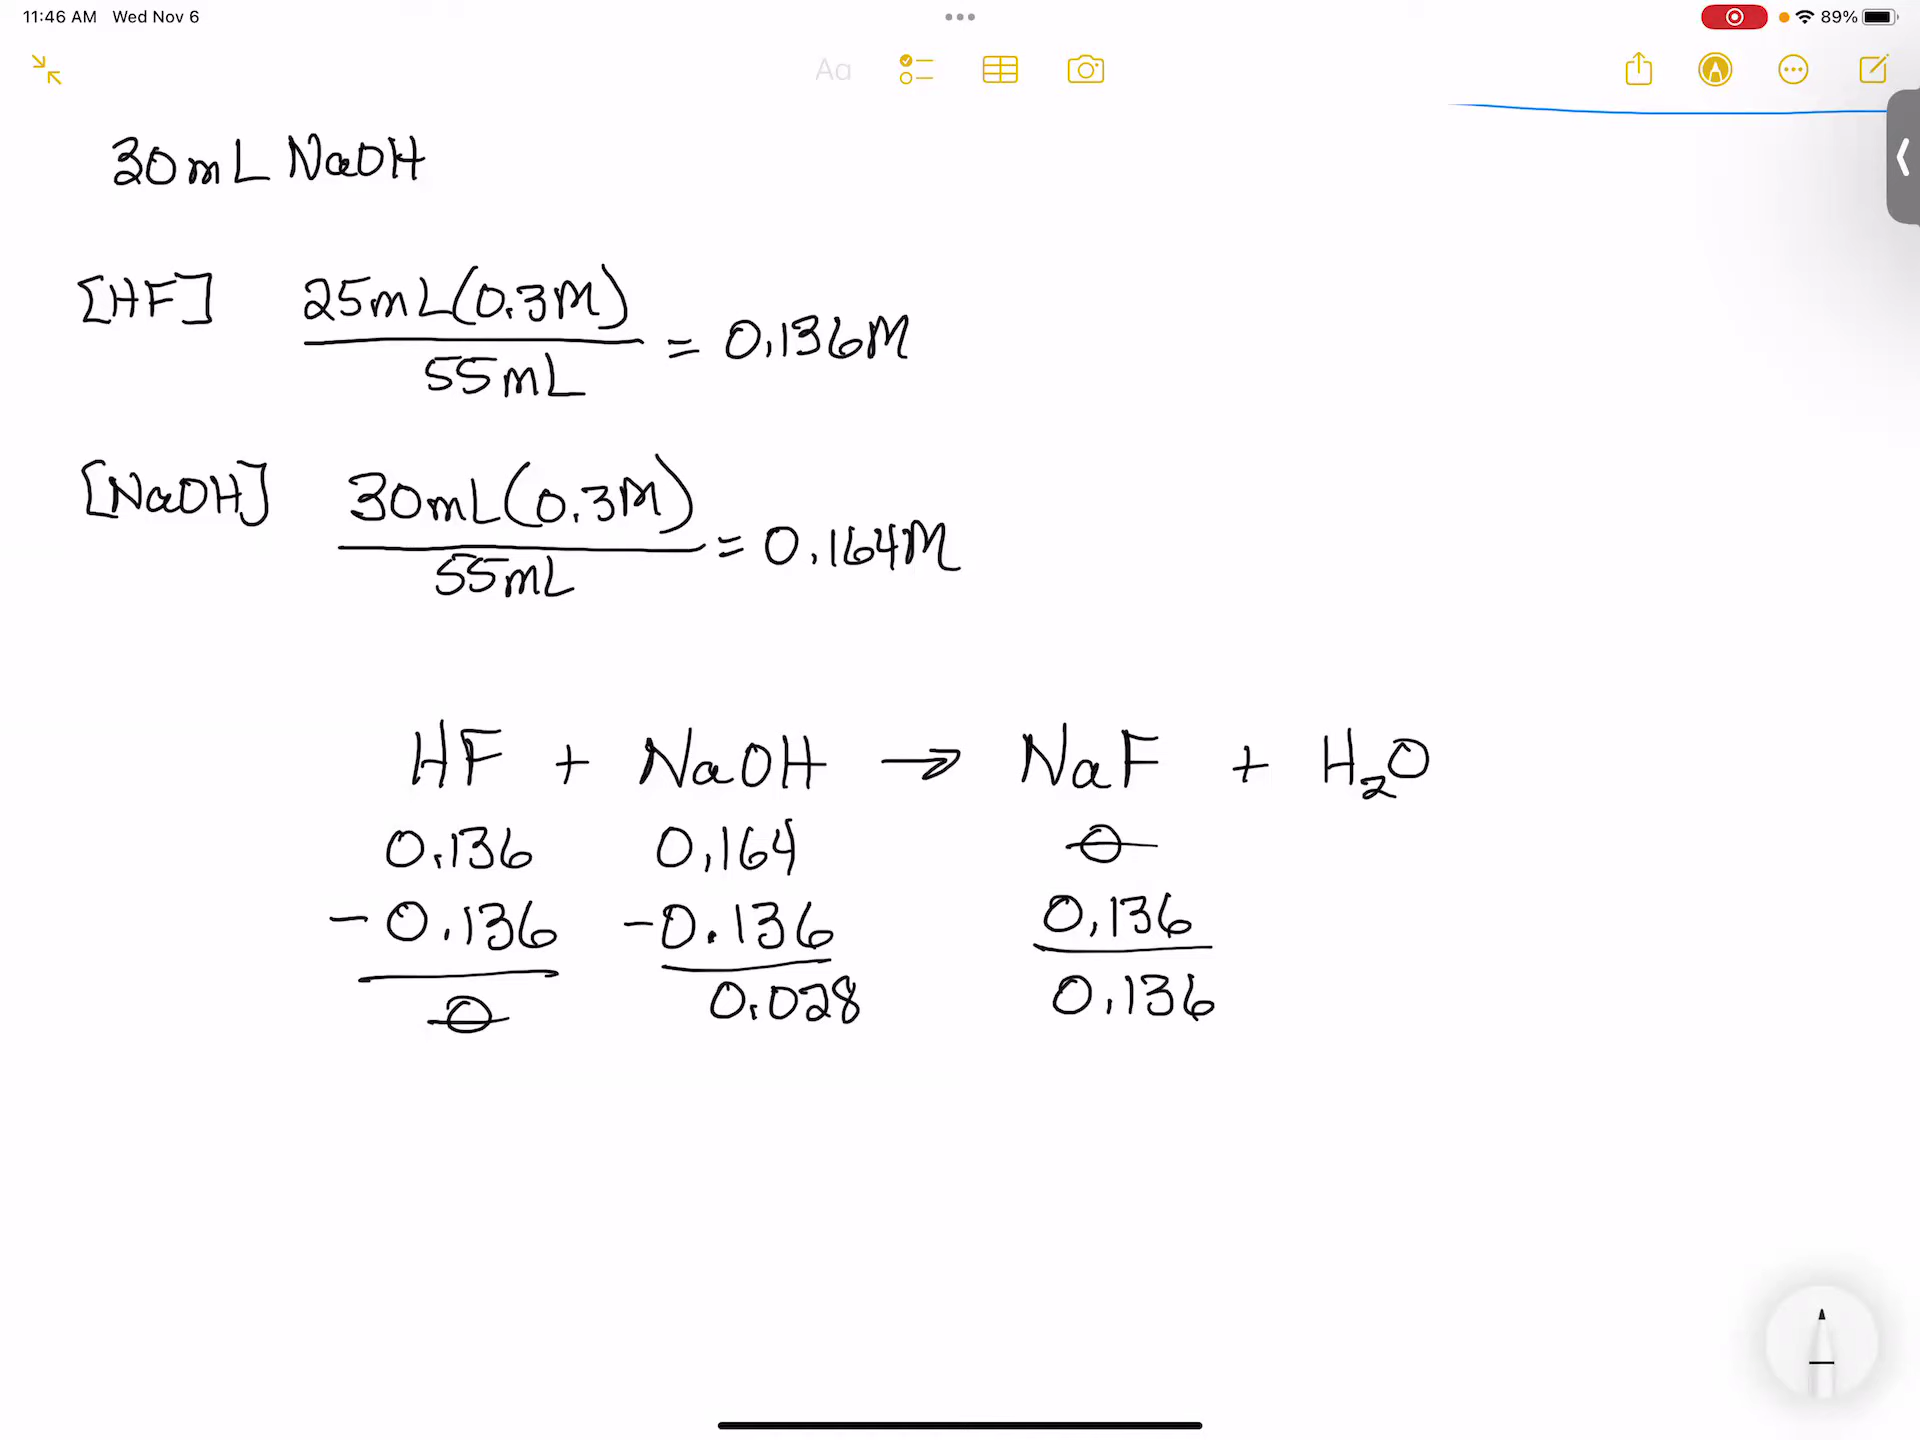 11:46 AM Wed Nov 6
89%
Aa
30mL NaOH
[HF] 25mL(0.3M)
= 0.136M
55mL
[NaOH] 30mL(0.3M)
= 0.164M
55mL
HF + NaOH → NaF + H₂O
0.136 0.164 0
-0.136 -0.136 0.136
0 0.028 0.136